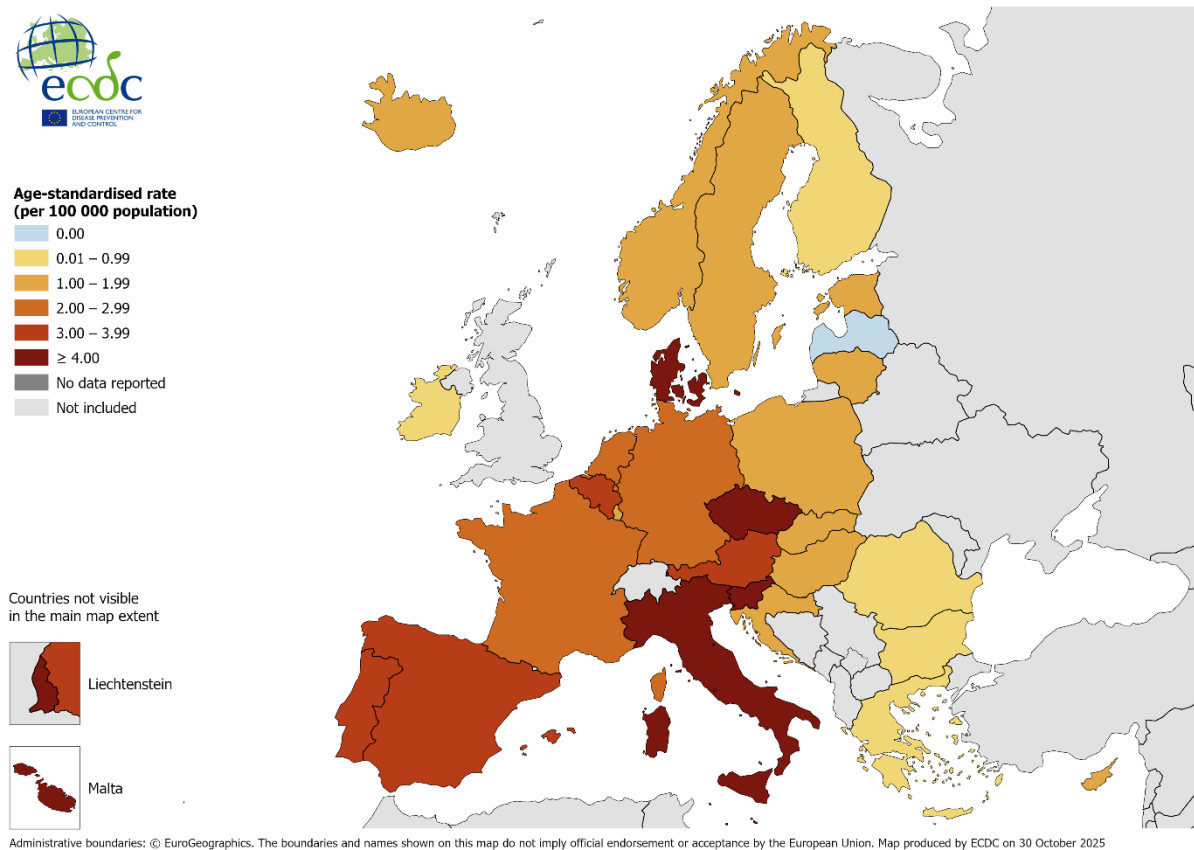 ecdc
EUROPEAN CENTRE FOR
DISEASE PREVENTION
AND CONTROL
Age-standardised rate
(per 100 000 population)
0.00
0.01 – 0.99
1.00 – 1.99
2.00 – 2.99
3.00 – 3.99
≥ 4.00
No data reported
Not included
Countries not visible
in the main map extent
Liechtenstein
Malta
Administrative boundaries: © EuroGeographics. The boundaries and names shown on this map do not imply official endorsement or acceptance by the European Union. Map produced by ECDC on 30 October 2025